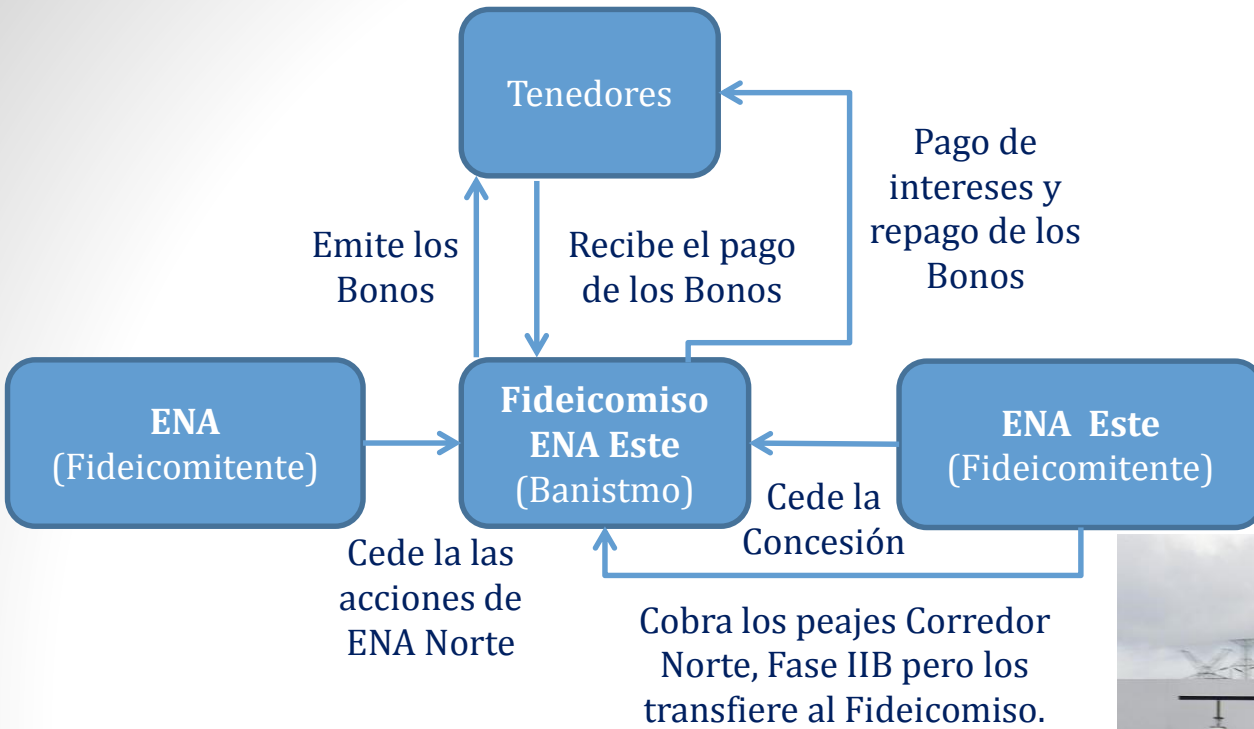 Tenedores
Pago de
intereses y
repago de los
Bonos
Emite los
Bonos
Recibe el pago
de los Bonos
ENA
(Fideicomitente)
Fideicomiso
ENA Este
(Banistmo)
ENA Este
(Fideicomitente)
Cede la
Concesión
Cede la las
acciones de
ENA Norte
Cobra los peajes Corredor
Norte, Fase IIB pero los
transfiere al Fideicomiso.